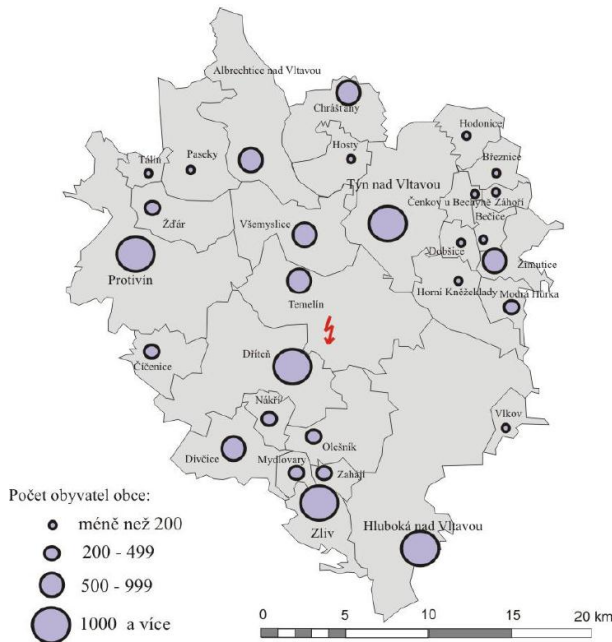 Albrechtice nad Vltavou
Chrášťany
Hodonice
Hosty
Březnice
Tálín
Paseky
Týn nad Vltavou
Čenkov u Bechyně
Záhoří
Žďár
Všemyslice
Bečice
Dobšice
Žimutice
Protivín
Temelín
Horní Kněžeklady
Modrá Hůrka
Dříteň
Číčenice
Nákří
Vlkov
Olešník
Dívčice
Mydlovary
Zahájí
Zliv
Hluboká nad Vltavou
Počet obyvatel obce:
méně než 200
200 - 499
500 - 999
1000 a více
0 5 10 15 20 km